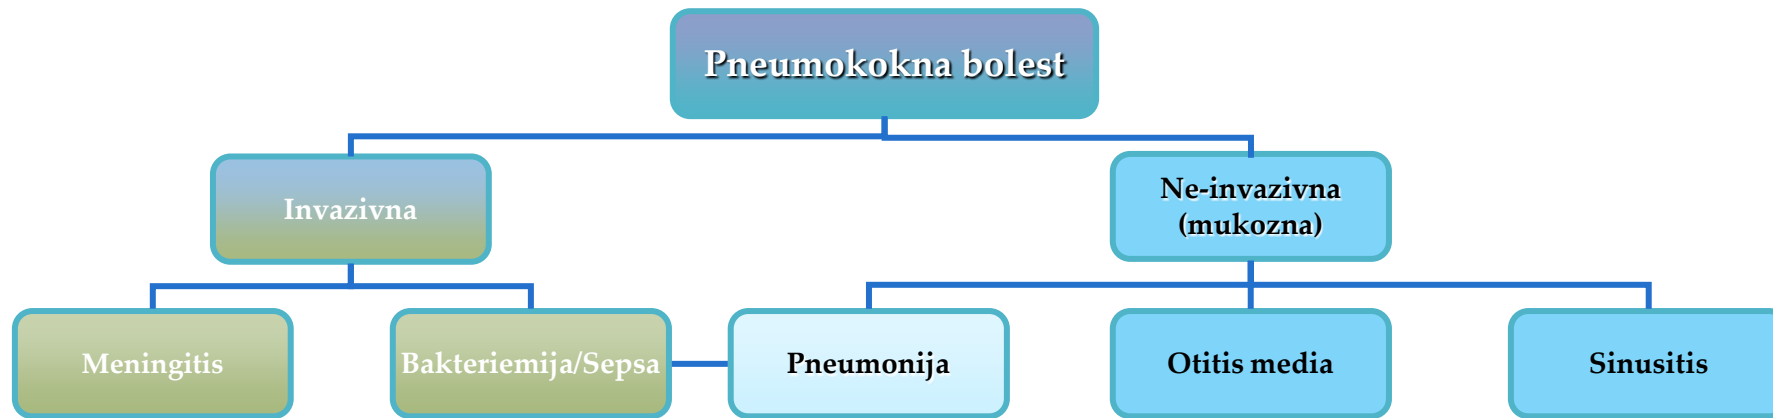 Pneumokokna bolest
Invazivna
Ne-invazivna
(mukozna)
Meningitis
Bakteriemija/Sepsa
Pneumonija
Otitis media
Sinusitis